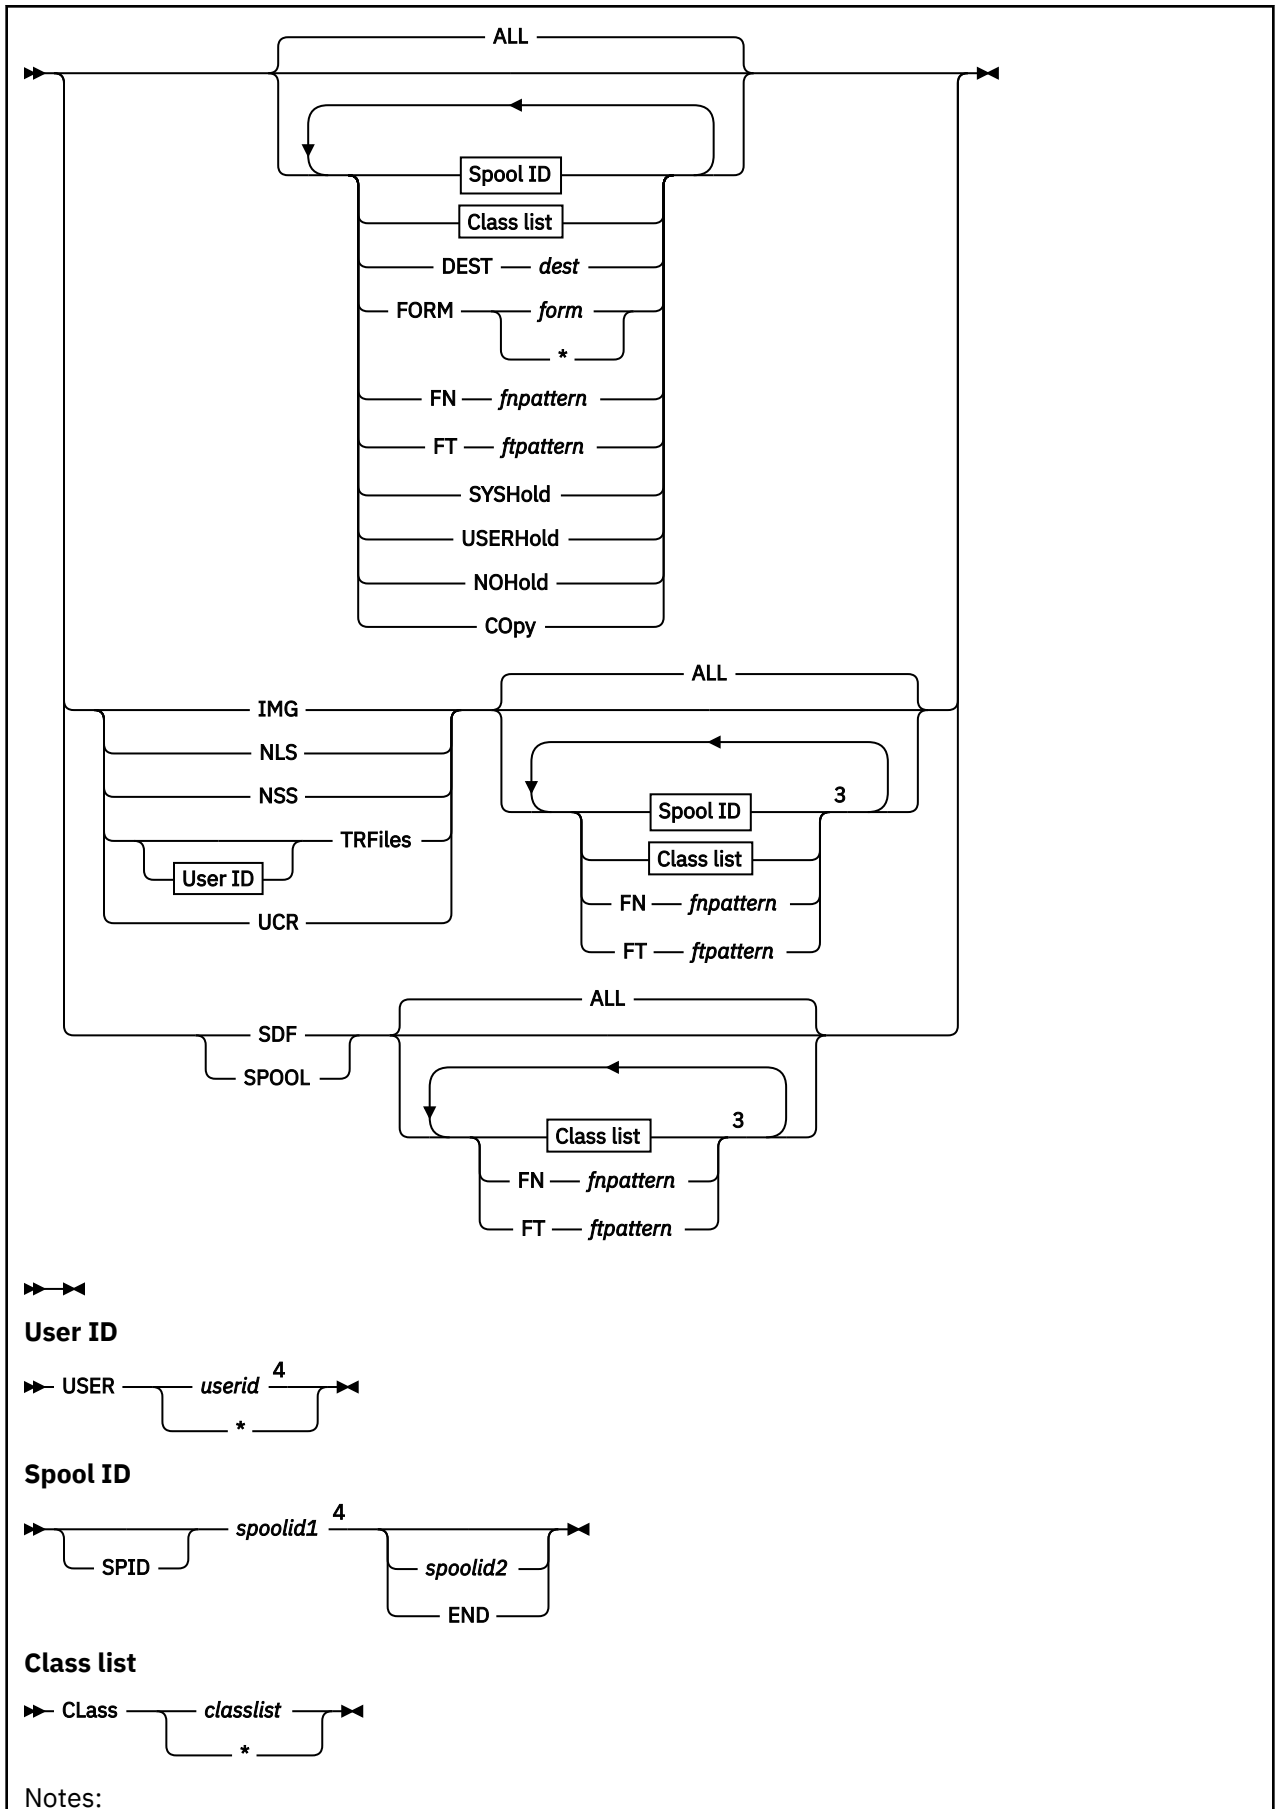 ALL
Spool ID
Class list
DEST dest
FORM form
*
FN fnpattern
FT ftpattern
SYSHold
USERHold
NOHold
COpy
ALL
IMG
NLS
NSS
TRFiles
User ID
UCR
Spool ID 3
Class list
FN fnpattern
FT ftpattern
ALL
SDF
SPOOL
Class list 3
FN fnpattern
FT ftpattern
User ID
USER userid 4
*
Spool ID
spoolid1 4
SPID
spoolid2
END
Class list
CLass classlist
*
Notes: